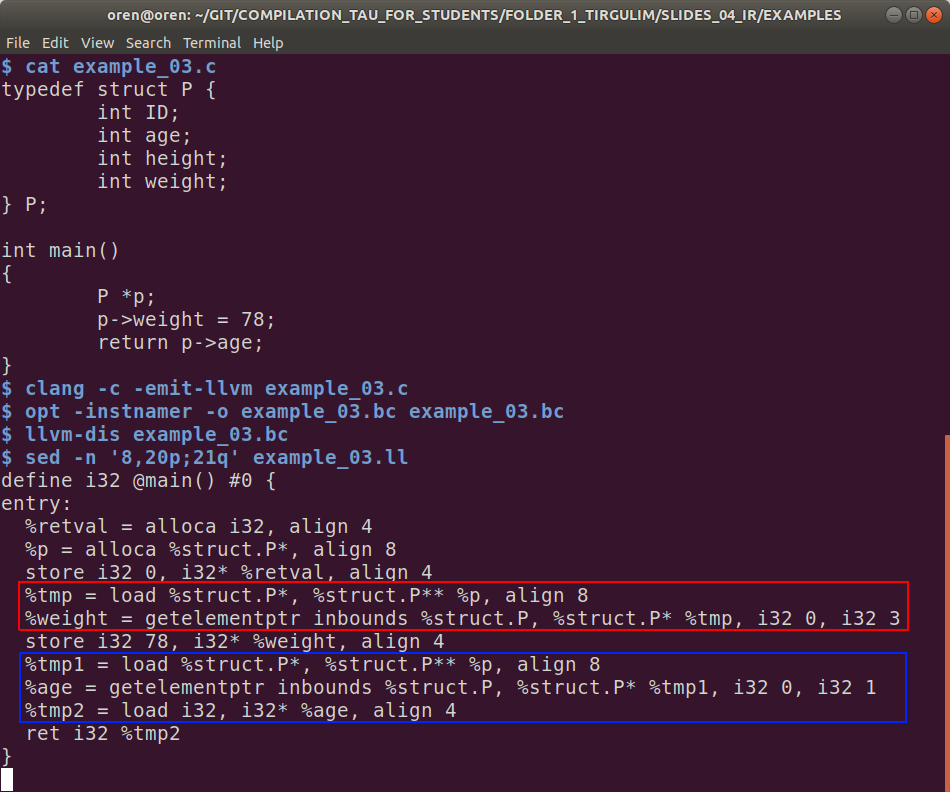 oren@oren: ~/GIT/COMPILATION_TAU_FOR_STUDENTS/FOLDER_1_TIRGULIM/SLIDES_04_IR/EXAMPLES
File Edit View Search Terminal Help
$ cat example_03.c
typedef struct P {
        int ID;
        int age;
        int height;
        int weight;
} P;

int main()
{
        P *p;
        p->weight = 78;
        return p->age;
}
$ clang -c -emit-llvm example_03.c
$ opt -instnamer -o example_03.bc example_03.bc
$ llvm-dis example_03.bc
$ sed -n '8,20p;21q' example_03.ll
define i32 @main() #0 {
entry:
  %retval = alloca i32, align 4
  %p = alloca %struct.P*, align 8
  store i32 0, i32* %retval, align 4
  %tmp = load %struct.P*, %struct.P** %p, align 8
  %weight = getelementptr inbounds %struct.P, %struct.P* %tmp, i32 0, i32 3
  store i32 78, i32* %weight, align 4
  %tmp1 = load %struct.P*, %struct.P** %p, align 8
  %age = getelementptr inbounds %struct.P, %struct.P* %tmp1, i32 0, i32 1
  %tmp2 = load i32, i32* %age, align 4
  ret i32 %tmp2
}